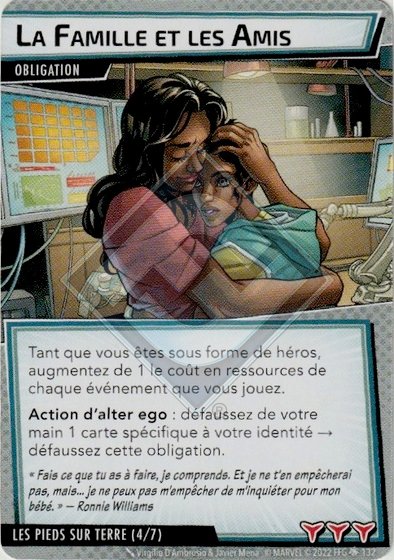 La Famille et les Amis
OBLIGATION
Tant que vous êtes sous forme de héros,
augmentez de 1 le coût en ressources de
chaque événement que vous jouez.
Action d'alter ego : défaussez de votre
main 1 carte spécifique à votre identité →
défaussez cette obligation.
« Fais ce que tu as à faire, je comprends. Et je ne t'en empêcherai
pas, mais... je ne peux pas m'empêcher de m'inquiéter pour mon
bébé. » — Ronnie Williams
LES PIEDS SUR TERRE (4/7)
Virgilio D'Ambrosio & Javier Mena © MARVEL © 2022 FFG 132